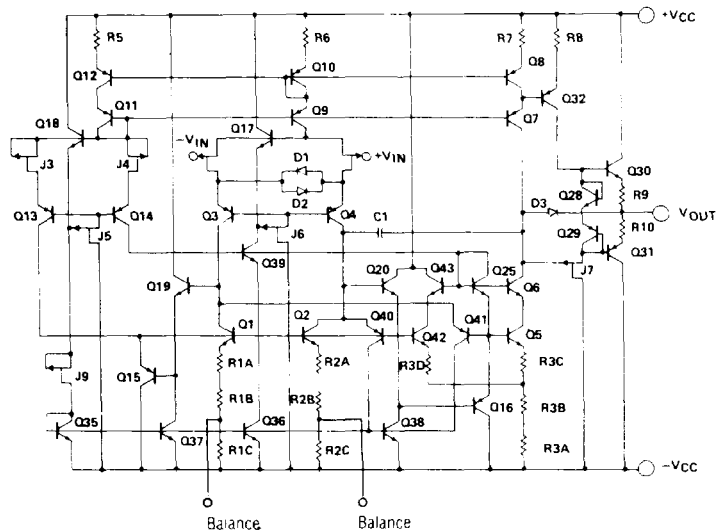 +VCC
R5
R6
R7
R8
Q12
Q10
Q8
Q32
Q11
Q9
Q7
Q18
Q17
-VIN
+VIN
D1
D2
J3
J4
Q30
Q28
R9
D3
VOUT
Q13
Q14
Q3
Q4
C1
J5
J6
Q29
R10
Q31
Q39
J7
Q19
Q20
Q43
Q25
Q6
Q1
Q2
Q40
Q42
Q41
Q5
J9
R1A
R2A
R3D
R3C
Q15
R1B
R2B
Q16
R3B
Q35
Q37
Q36
Q38
R1C
R2C
R3A
-VCC
Balance
Balance